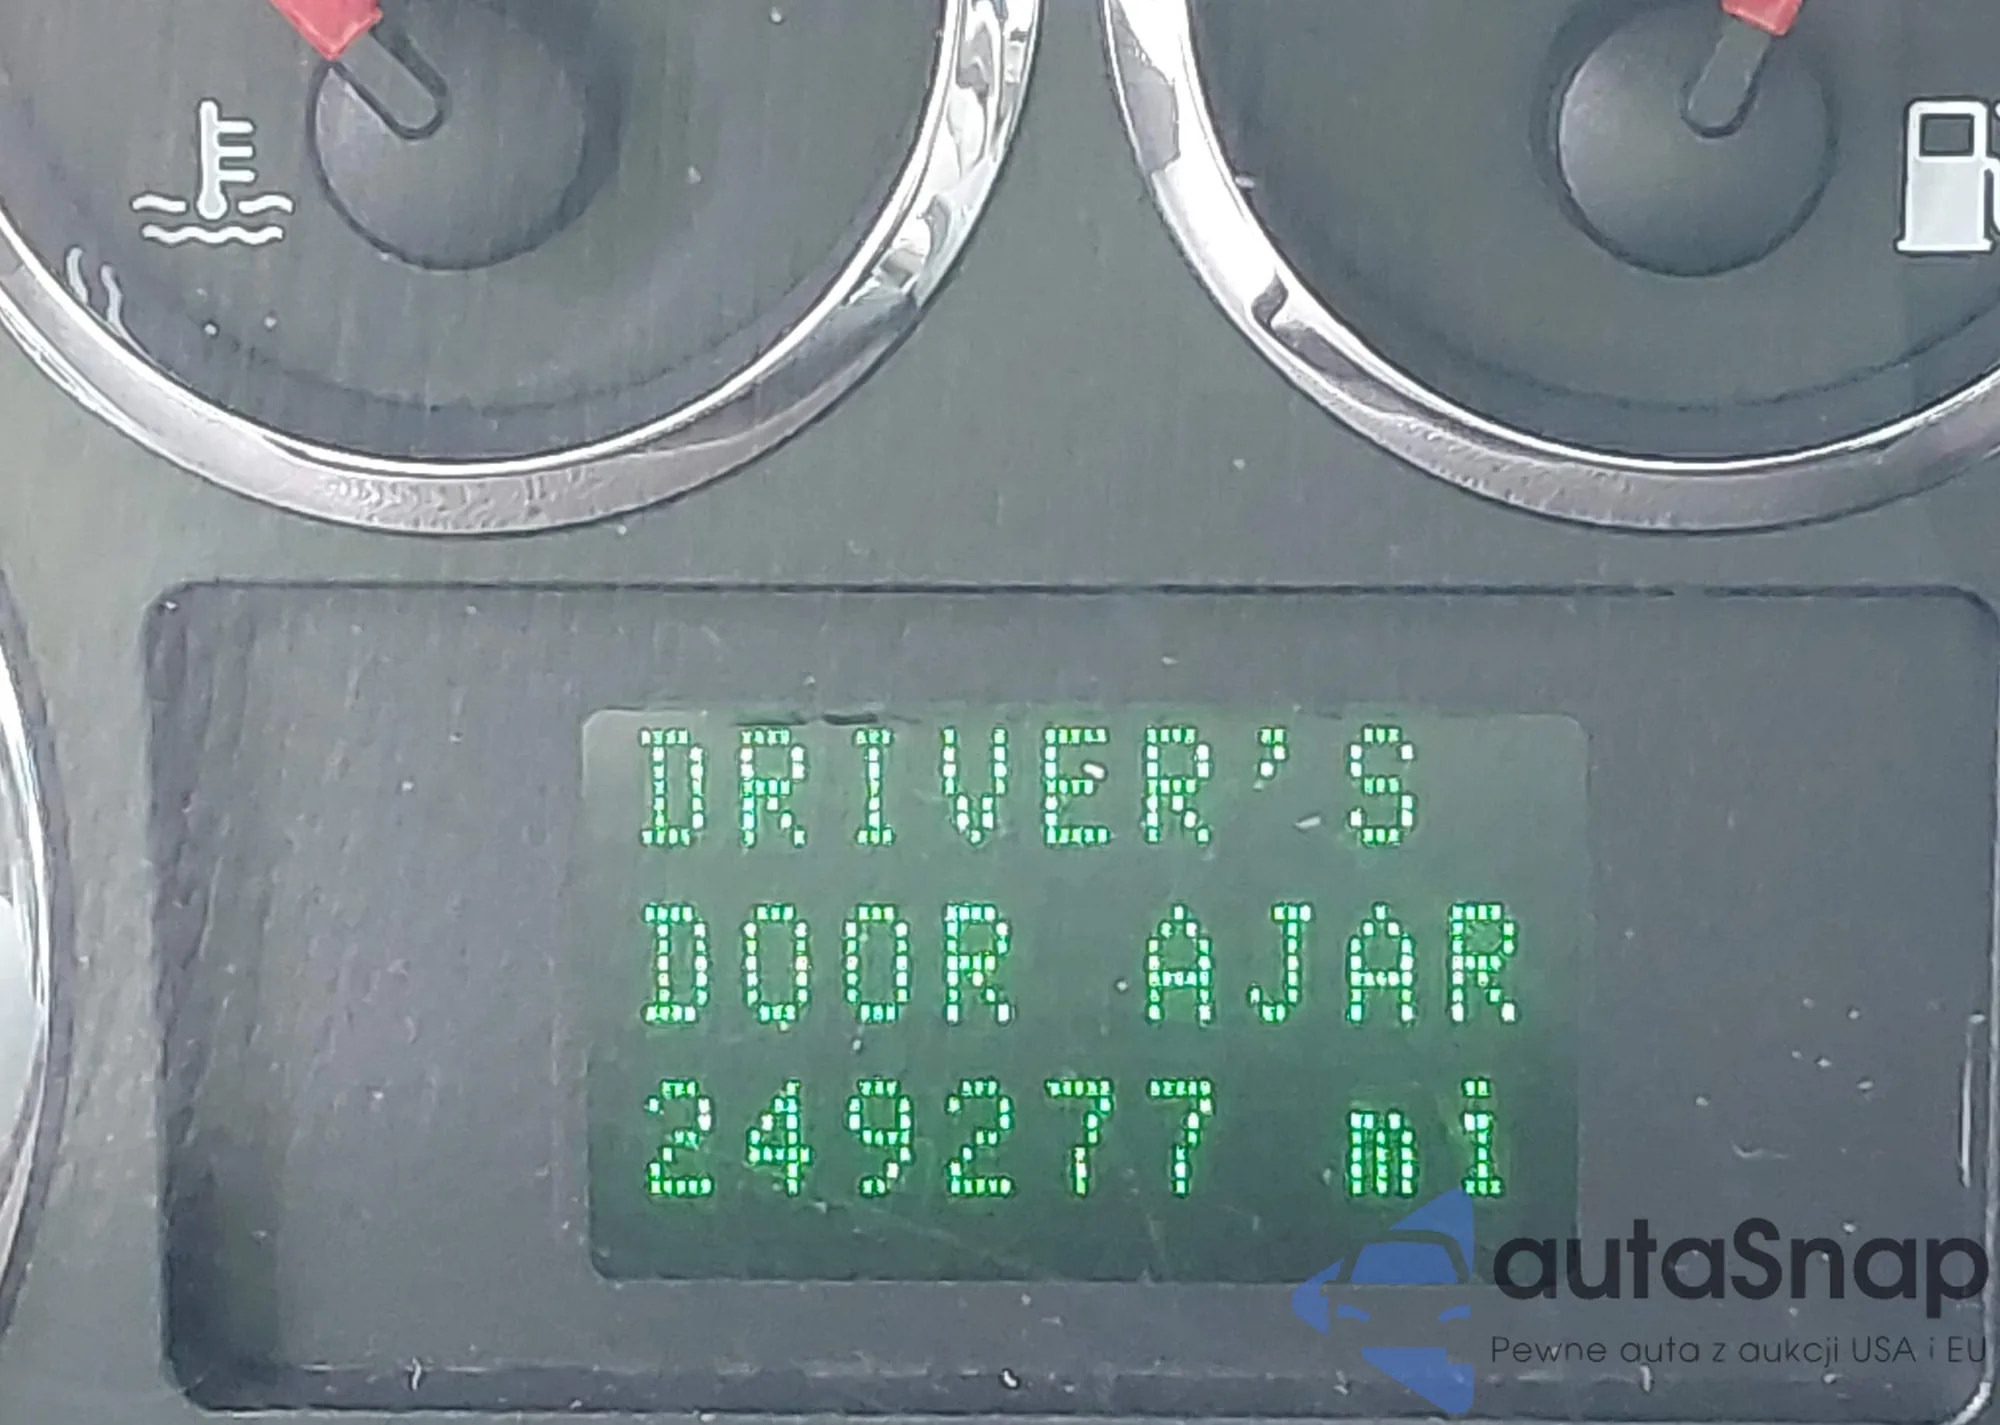 DRIVER'S
DOOR AJAR
249277 mi
autaSnap
Pewne auta z aukcji USA i EU